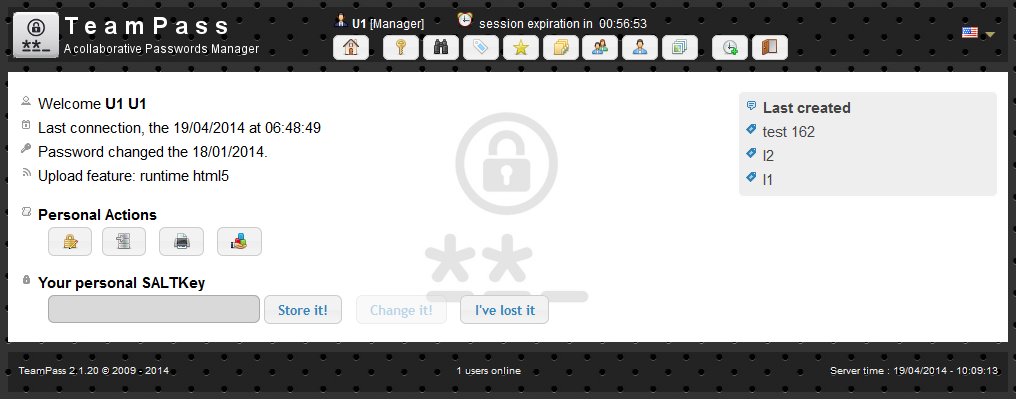 TeamPass
A collaborative Passwords Manager
U1 [Manager] session expiration in 00:56:53
Welcome U1 U1
Last connection, the 19/04/2014 at 06:48:49
Password changed the 18/01/2014.
Upload feature: runtime html5
Last created
test 162
I2
I1
Personal Actions
Your personal SALTKey
Store it! Change it! I've lost it
TeamPass 2.1.20 © 2009 - 2014 1 users online Server time : 19/04/2014 - 10:09:13